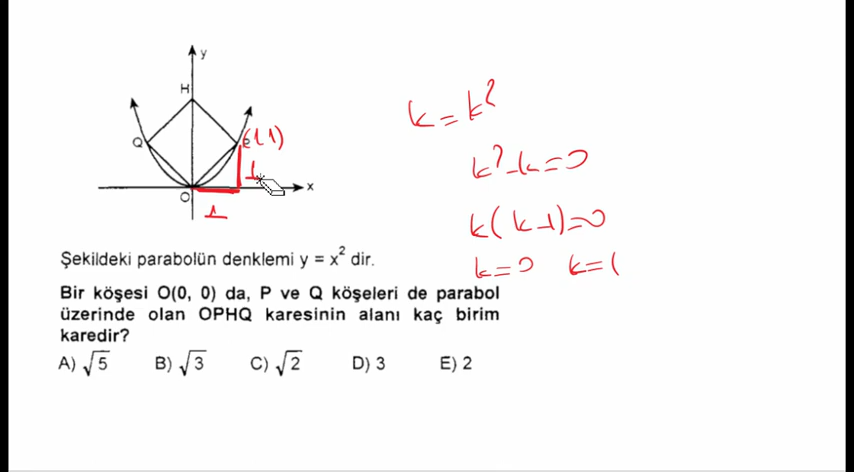 y
H
Q
P(1,1)
1
O
x
1
k=k²
k²-k=0
k(k-1)=0
k=0 k=1
Şekildeki parabolün denklemi y = x² dir.
Bir köşesi O(0, 0) da, P ve Q köşeleri de parabol
üzerinde olan OPHQ karesinin alanı kaç birim
karedir?
A) √5 B) √3 C) √2 D) 3 E) 2